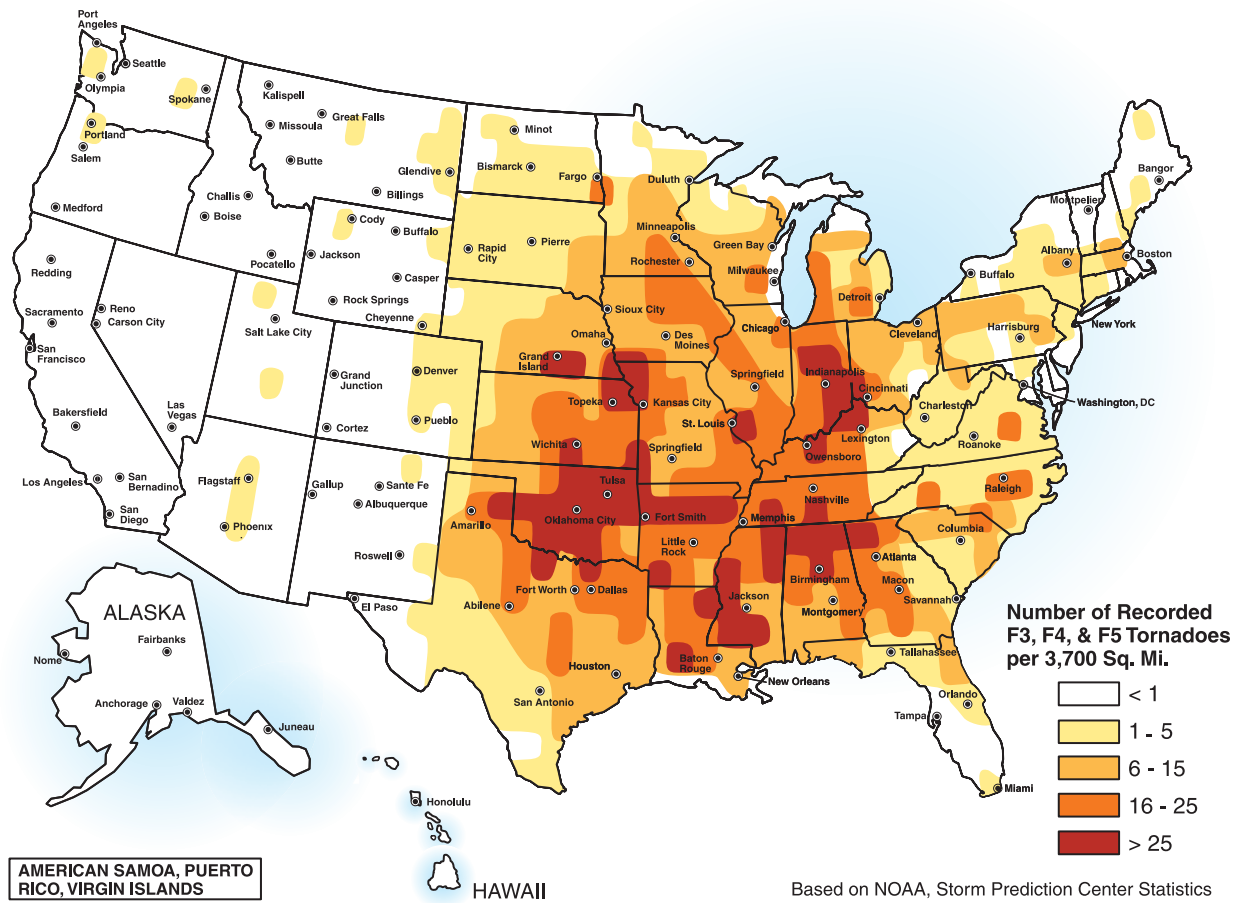 Port
Angeles
Seattle
Olympia
Spokane
Portland
Salem
Medford
Kalispell
Great Falls
Missoula
Butte
Glendive
Billings
Challis
Boise
Pocatello
Cody
Buffalo
Jackson
Casper
Rock Springs
Cheyenne
Minot
Bismarck
Fargo
Rapid
City
Pierre
Duluth
Minneapolis
Rochester
Green Bay
Milwaukee
Redding
Sacramento
San
Francisco
Reno
Carson City
Bakersfield
Las
Vegas
Los Angeles
San
Bernadino
San
Diego
Salt Lake City
Grand
Junction
Cortez
Denver
Pueblo
Flagstaff
Phoenix
Gallup
Sante Fe
Albuquerque
Roswell
El Paso
Sioux City
Omaha
Des
Moines
Grand
Island
Topeka
Kansas City
Wichita
Springfield
St. Louis
Springfield
Chicago
Indianapolis
Detroit
Cleveland
Cincinnati
Lexington
Owensboro
Charleston
Roanoke
Buffalo
Albany
Montpelier
Bangor
Boston
New York
Harrisburg
Washington, DC
Raleigh
Columbia
Nashville
Memphis
Tulsa
Oklahoma City
Fort Smith
Little
Rock
Amarillo
Fort Worth
Dallas
Abilene
Houston
San Antonio
Jackson
Baton
Rouge
New Orleans
Birmingham
Montgomery
Atlanta
Macon
Savannah
Tallahassee
Orlando
Tampa
Miami
ALASKA
Fairbanks
Nome
Anchorage
Valdez
Juneau
Honolulu
HAWAII
AMERICAN SAMOA, PUERTO
RICO, VIRGIN ISLANDS
Number of Recorded
F3, F4, & F5 Tornadoes
per 3,700 Sq. Mi.
< 1
1 - 5
6 - 15
16 - 25
> 25
Based on NOAA, Storm Prediction Center Statistics